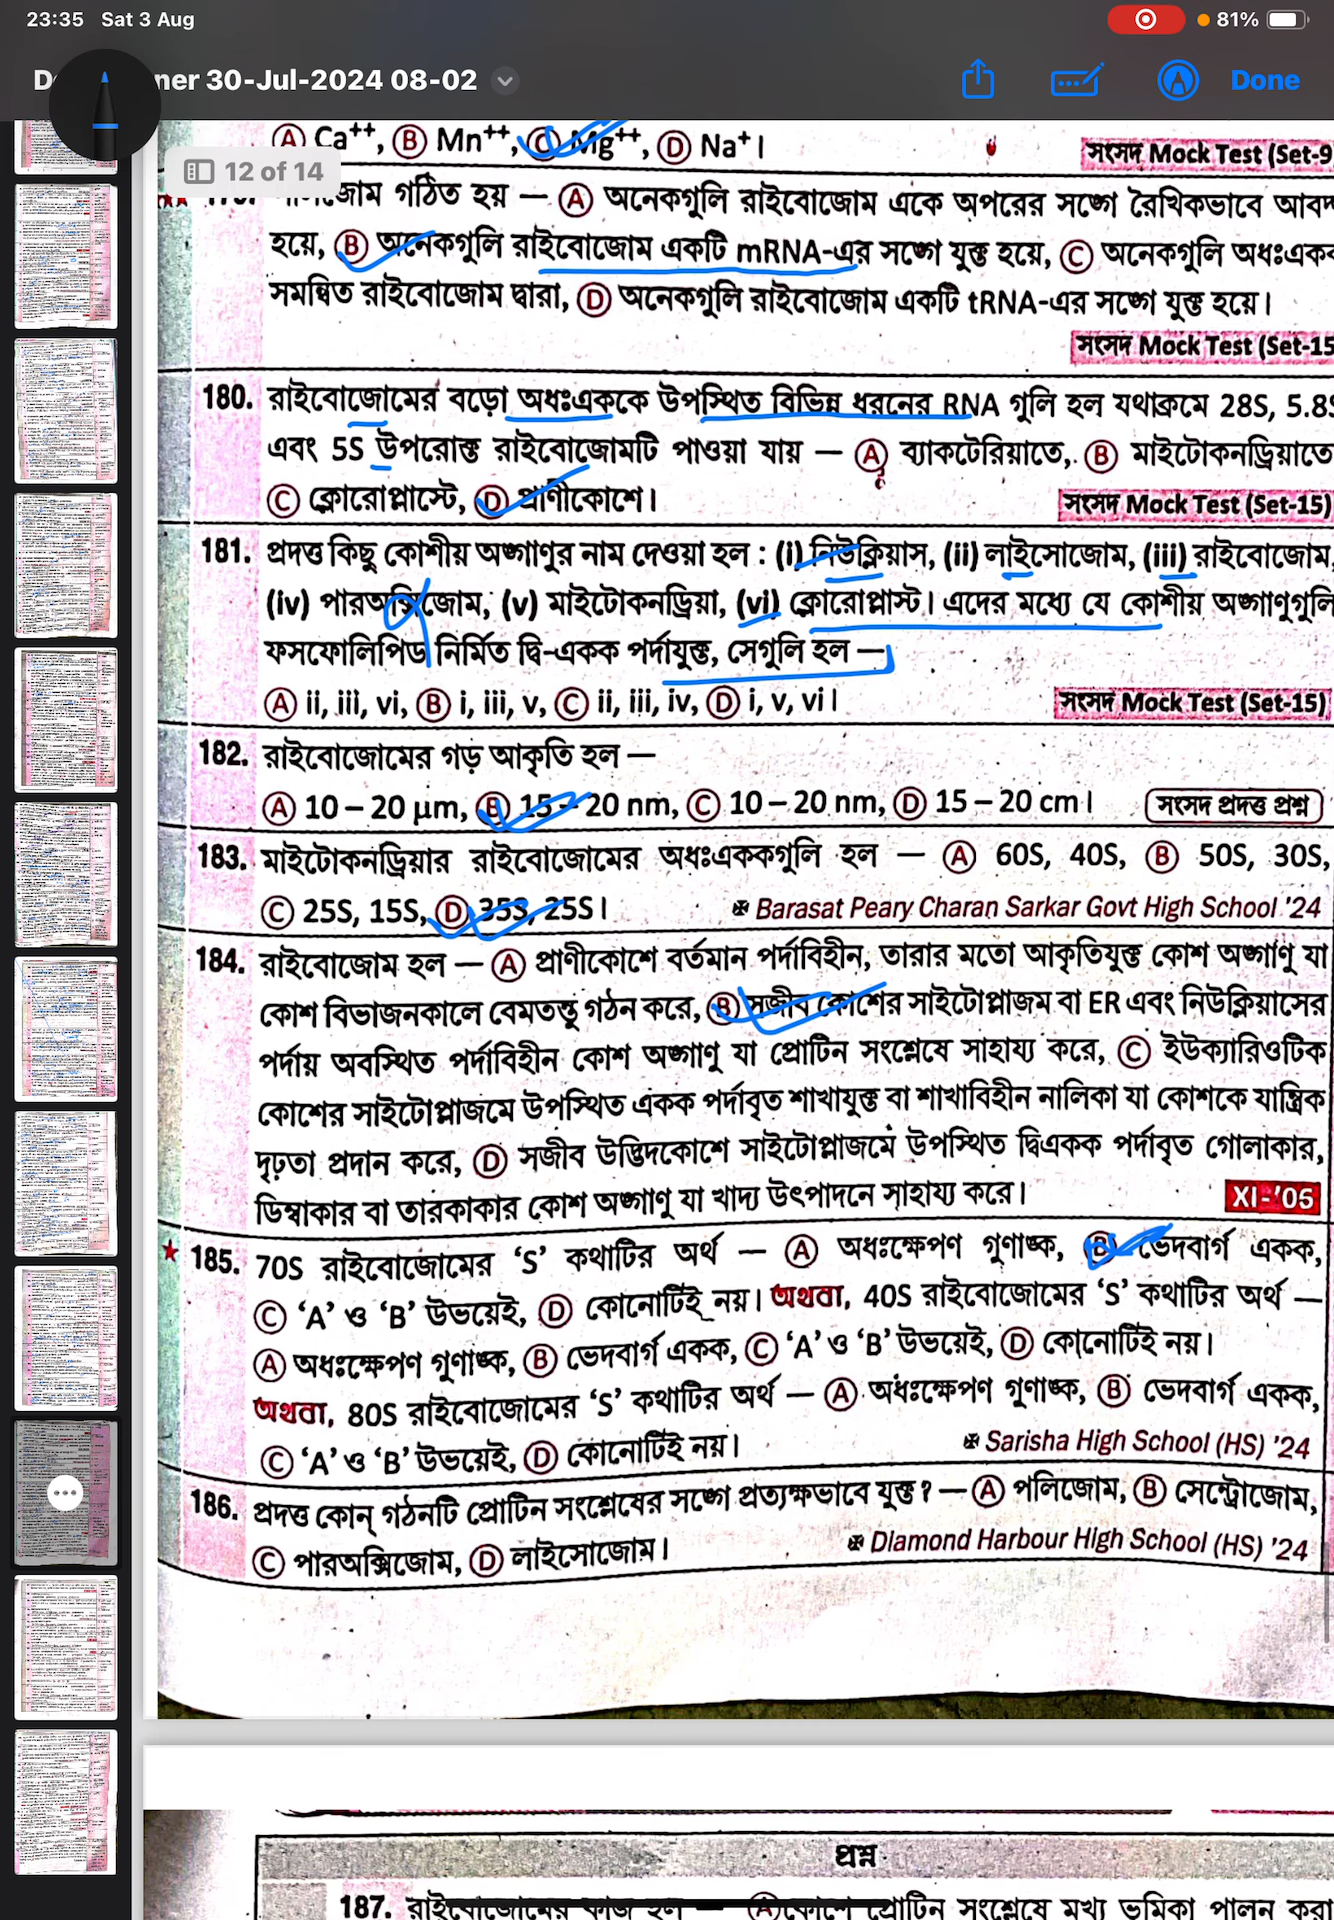 23:35 Sat 3 Aug
81%
ner 30-Jul-2024 08-02
Done
12 of 14
Ⓐ Ca⁺⁺, Ⓑ Mn⁺⁺, Ⓒ Mg⁺⁺, Ⓓ Na⁺।
সংসদ Mock Test (Set-9
গঠিত হয় — Ⓐ অনেকগুলি রাইবোজোম একে অপরের সঙ্গে রৈখিকভাবে
হয়ে, Ⓑ অনেকগুলি রাইবোজোম একটি mRNA-এর সঙ্গে যুক্ত হয়ে, Ⓒ অনেকগুলি
সমন্বিত রাইবোজোম দ্বারা, Ⓓ অনেকগুলি রাইবোজোম একটি tRNA-এর সঙ্গে যুক্ত হয়ে।
সংসদ Mock Test (Set-15
180. রাইবোজোমের বড়ো অধঃএককে উপস্থিত বিভিন্ন ধরনের RNA গুলি হল যথাক্রমে 28S, 5.8S
এবং 5S উপরোক্ত রাইবোজোমটি পাওয়া যায় — Ⓐ ব্যাকটেরিয়াতে, Ⓑ মাইটোকনড্রিয়াতে
Ⓒ ক্লোরোপ্লাস্টে, Ⓓ প্রাণীকোশে।
সংসদ Mock Test (Set-15)
181. প্রদত্ত কিছু কোশীয় অঙ্গাণুর নাম দেওয়া হল : (i) নিউক্লিয়াস, (ii) লাইসোজোম, (iii) রাইবোজোম,
(iv) পারঅক্সিজোম, (v) মাইটোকনড্রিয়া, (vi) ক্লোরোপ্লাস্ট। এদের মধ্যে যে কোশীয় অঙ্গাণুগুলি
ফসফোলিপিড নির্মিত দ্বি-একক পর্দাযুক্ত, সেগুলি হল —
Ⓐ ii, iii, vi, Ⓑ i, iii, v, Ⓒ ii, iii, iv, Ⓓ i, v, vi।
সংসদ Mock Test (Set-15)
182. রাইবোজোমের গড় আকৃতি হল —
Ⓐ 10 – 20 μm, Ⓑ 15 – 20 nm, Ⓒ 10 – 20 nm, Ⓓ 15 – 20 cm।
সংসদ প্রদত্ত প্রশ্ন
183. মাইটোকনড্রিয়ার রাইবোজোমের অধঃএককগুলি হল — Ⓐ 60S, 40S, Ⓑ 50S, 30S,
Ⓒ 25S, 15S, Ⓓ 35S, 25S।
✠ Barasat Peary Charan Sarkar Govt High School '24
184. রাইবোজোম হল — Ⓐ প্রাণীকোশে বর্তমান পর্দাবিহীন, তারার মতো আকৃতিযুক্ত কোশ অঙ্গাণু যা
কোশ বিভাজনকালে বেমতন্তু গঠন করে, Ⓑ সজীব কোশের সাইটোপ্লাজম বা ER এবং নিউক্লিয়াসের
পর্দায় অবস্থিত পর্দাবিহীন কোশ অঙ্গাণু যা প্রোটিন সংশ্লেষে সাহায্য করে, Ⓒ ইউক্যারিওটিক
কোশের সাইটোপ্লাজমে উপস্থিত একক পর্দাবৃত শাখাযুক্ত বা শাখাবিহীন নালিকা যা কোশকে যান্ত্রিক
দৃঢ়তা প্রদান করে, Ⓓ সজীব উদ্ভিদকোশে সাইটোপ্লাজমে উপস্থিত দ্বিএকক পর্দাবৃত গোলাকার,
ডিম্বাকার বা তারকাকার কোশ অঙ্গাণু যা খাদ্য উৎপাদনে সাহায্য করে।
XI-'05
★ 185. 70S রাইবোজোমের ‘S’ কথাটির অর্থ — Ⓐ অধঃক্ষেপণ গুণাঙ্ক, Ⓑ ভেদবার্গ একক,
Ⓒ ‘A’ ও ‘B’ উভয়েই, Ⓓ কোনোটিই নয়। অথবা, 40S রাইবোজোমের ‘S’ কথাটির অর্থ —
Ⓐ অধঃক্ষেপণ গুণাঙ্ক, Ⓑ ভেদবার্গ একক, Ⓒ ‘A’ ও ‘B’ উভয়েই, Ⓓ কোনোটিই নয়।
অথবা, 80S রাইবোজোমের ‘S’ কথাটির অর্থ — Ⓐ অধঃক্ষেপণ গুণাঙ্ক, Ⓑ ভেদবার্গ একক,
Ⓒ ‘A’ ও ‘B’ উভয়েই, Ⓓ কোনোটিই নয়।
✠ Sarisha High School (HS) '24
186. প্রদত্ত কোন্ গঠনটি প্রোটিন সংশ্লেষের সঙ্গে প্রত্যক্ষভাবে যুক্ত? — Ⓐ পলিজোম, Ⓑ সেন্ট্রোজোম,
Ⓒ পারঅক্সিজোম, Ⓓ লাইসোজোম।
✠ Diamond Harbour High School (HS) '24
প্রশ্ন
187. রাইবোজোমের কাজ হল — Ⓐ কোশে প্রোটিন সংশ্লেষে মুখ্য ভূমিকা পালন করা